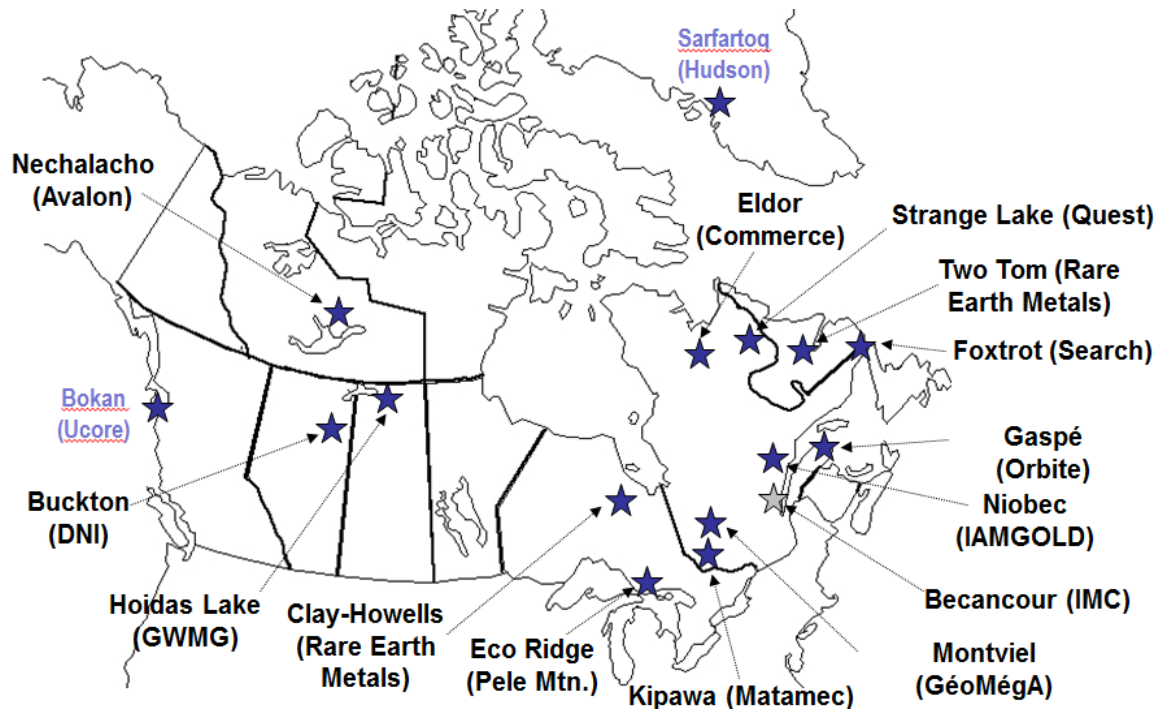 Sarfartoq
(Hudson)
Nechalacho
(Avalon)
Eldor
(Commerce)
Strange Lake (Quest)
Two Tom (Rare
Earth Metals)
Foxtrot (Search)
Bokan
(Ucore)
Gaspé
(Orbite)
Buckton
(DNI)
Niobec
(IAMGOLD)
Hoidas Lake
(GWMG)
Clay-Howells
(Rare Earth
Metals)
Eco Ridge
(Pele Mtn.)
Becancour (IMC)
Kipawa (Matamec)
Montviel
(GéoMégA)